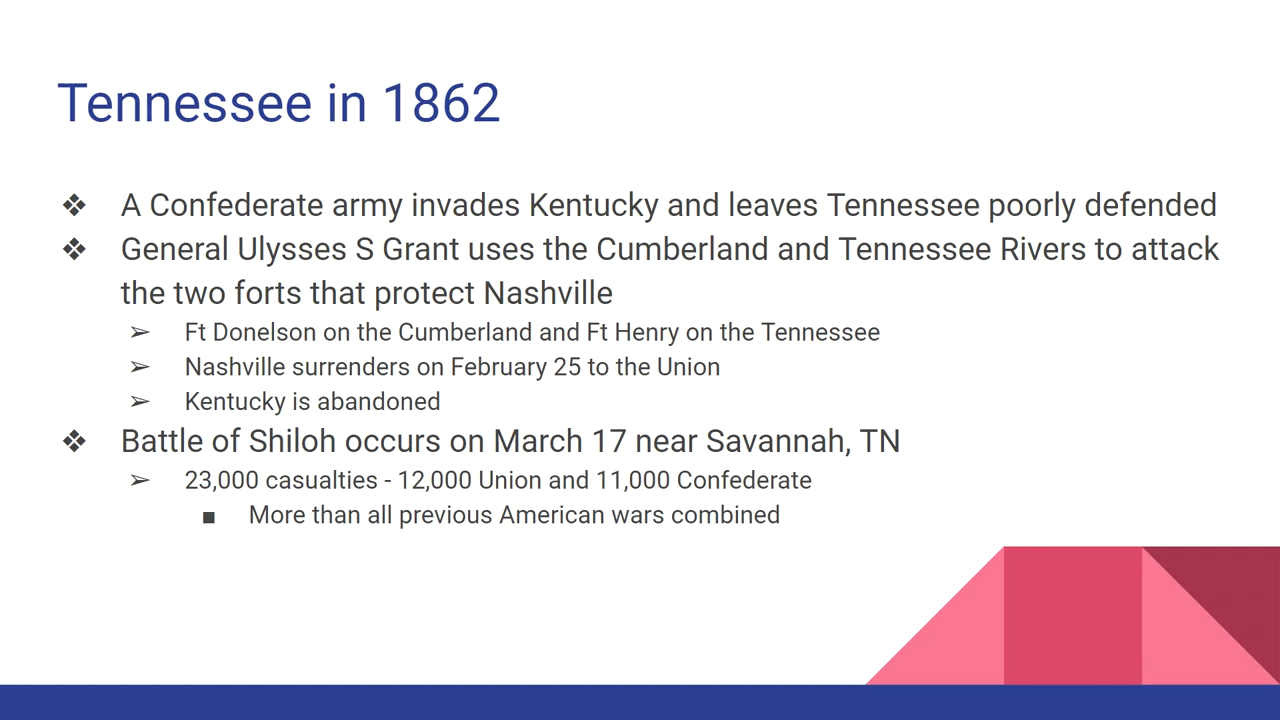 Tennessee in 1862
❖ A Confederate army invades Kentucky and leaves Tennessee poorly defended
❖ General Ulysses S Grant uses the Cumberland and Tennessee Rivers to attack
the two forts that protect Nashville
➢ Ft Donelson on the Cumberland and Ft Henry on the Tennessee
➢ Nashville surrenders on February 25 to the Union
➢ Kentucky is abandoned
❖ Battle of Shiloh occurs on March 17 near Savannah, TN
➢ 23,000 casualties - 12,000 Union and 11,000 Confederate
■ More than all previous American wars combined